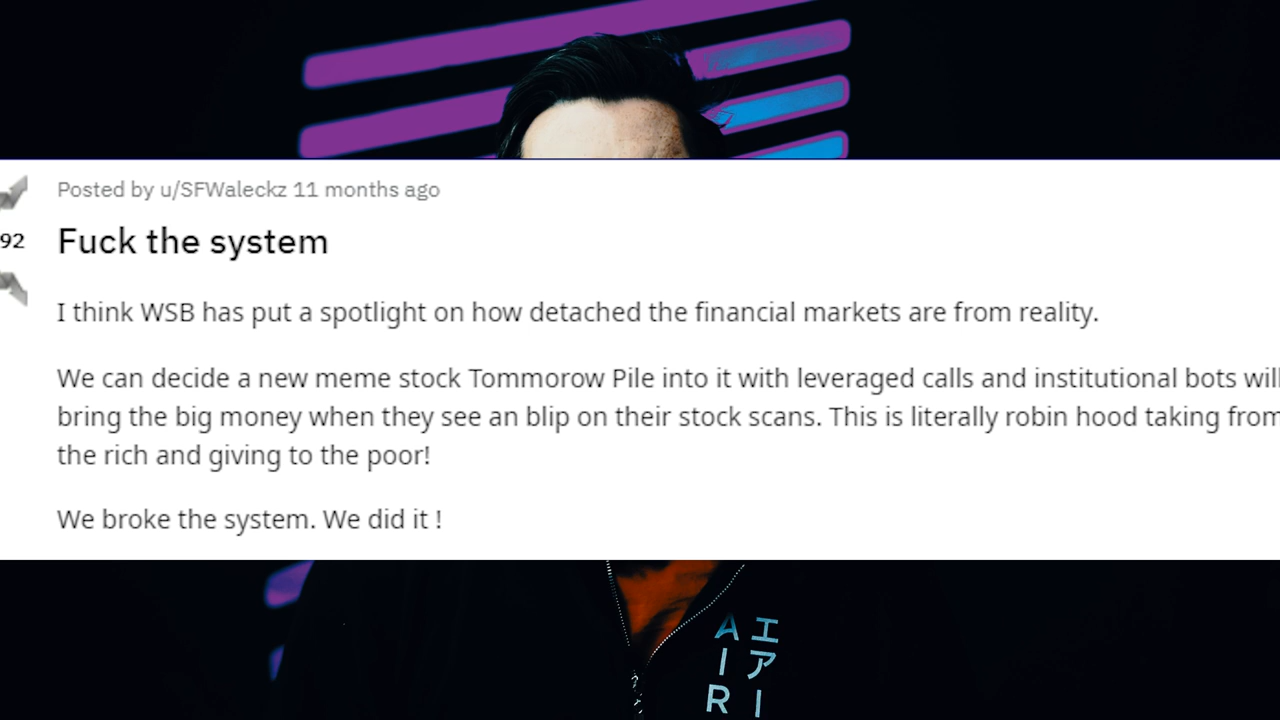 Posted by u/SFWaleckz 11 months ago
92
Fuck the system
I think WSB has put a spotlight on how detached the financial markets are from reality.
We can decide a new meme stock Tommorow Pile into it with leveraged calls and institutional bots will
bring the big money when they see an blip on their stock scans. This is literally robin hood taking from
the rich and giving to the poor!
We broke the system. We did it !
A エ
I ア
R ー